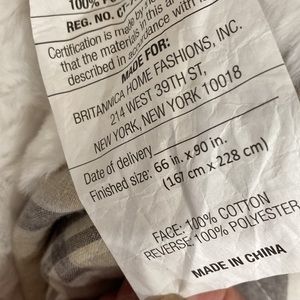 100% PO
REG. NO. CT-
Certification is made by
that the materials in this ar
described in accordance with
MADE FOR:
BRITANNICA HOME FASHIONS, INC.
214 WEST 39TH ST,
NEW YORK, NEW YORK 10018
Date of delivery
Finished size: 66 in. x 90 in.
(167 cm x 228 cm)
FACE: 100% COTTON
REVERSE: 100% POLYESTER
MADE IN CHINA